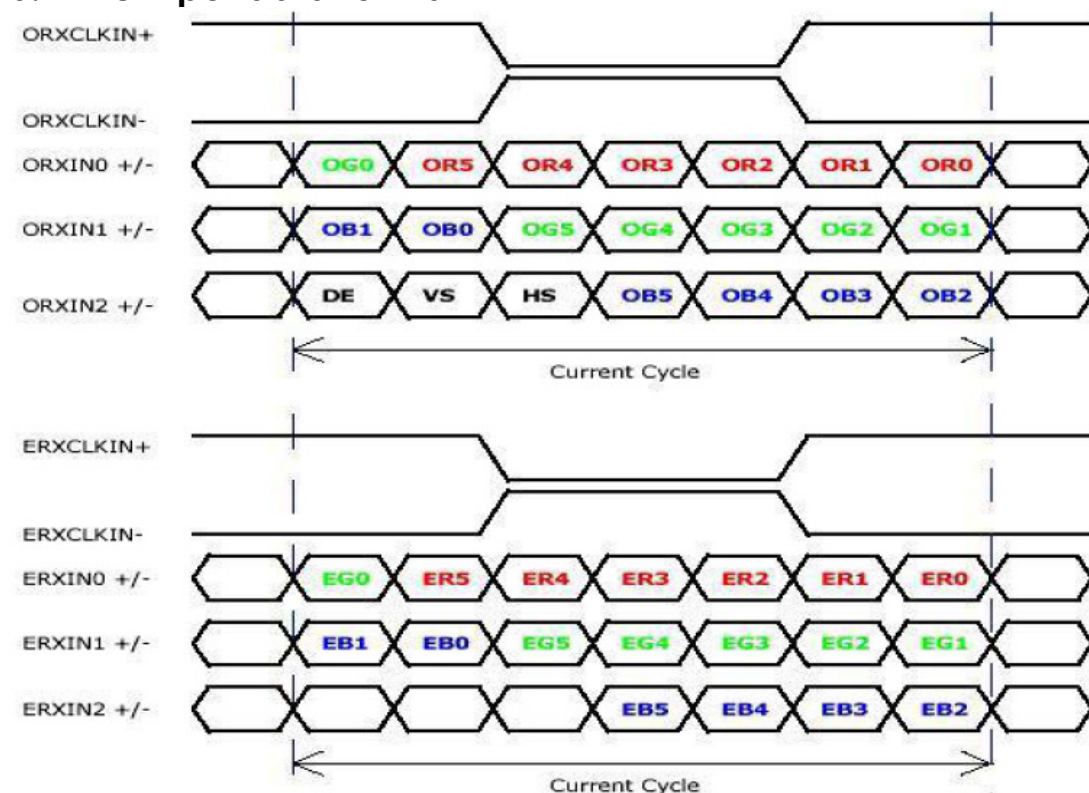 ORXCLKIN+
ORXCLKIN-
ORXIN0 +/- OG0 OR5 OR4 OR3 OR2 OR1 OR0
ORXIN1 +/- OB1 OB0 OG5 OG4 OG3 OG2 OG1
ORXIN2 +/- DE VS HS OB5 OB4 OB3 OB2
Current Cycle
ERXCLKIN+
ERXCLKIN-
ERXIN0 +/- EG0 ER5 ER4 ER3 ER2 ER1 ER0
ERXIN1 +/- EB1 EB0 EG5 EG4 EG3 EG2 EG1
ERXIN2 +/- EB5 EB4 EB3 EB2
Current Cycle